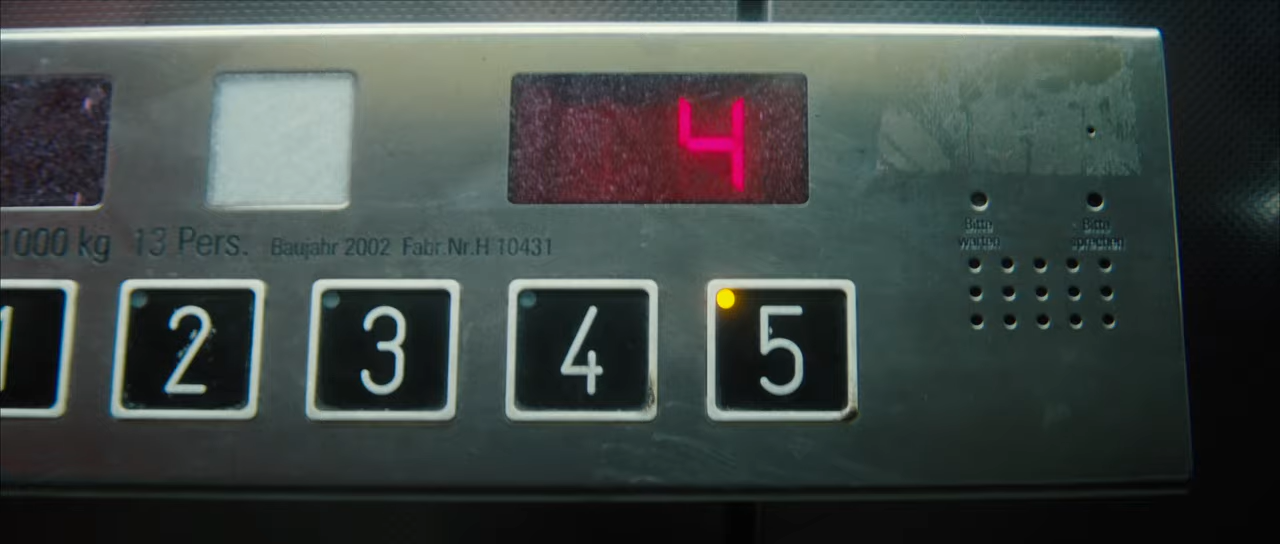 4
1000 kg 13 Pers. Baujahr 2002 Fabr.Nr.H 10431
Bitte warten
Bitte sprechen
1 2 3 4 5